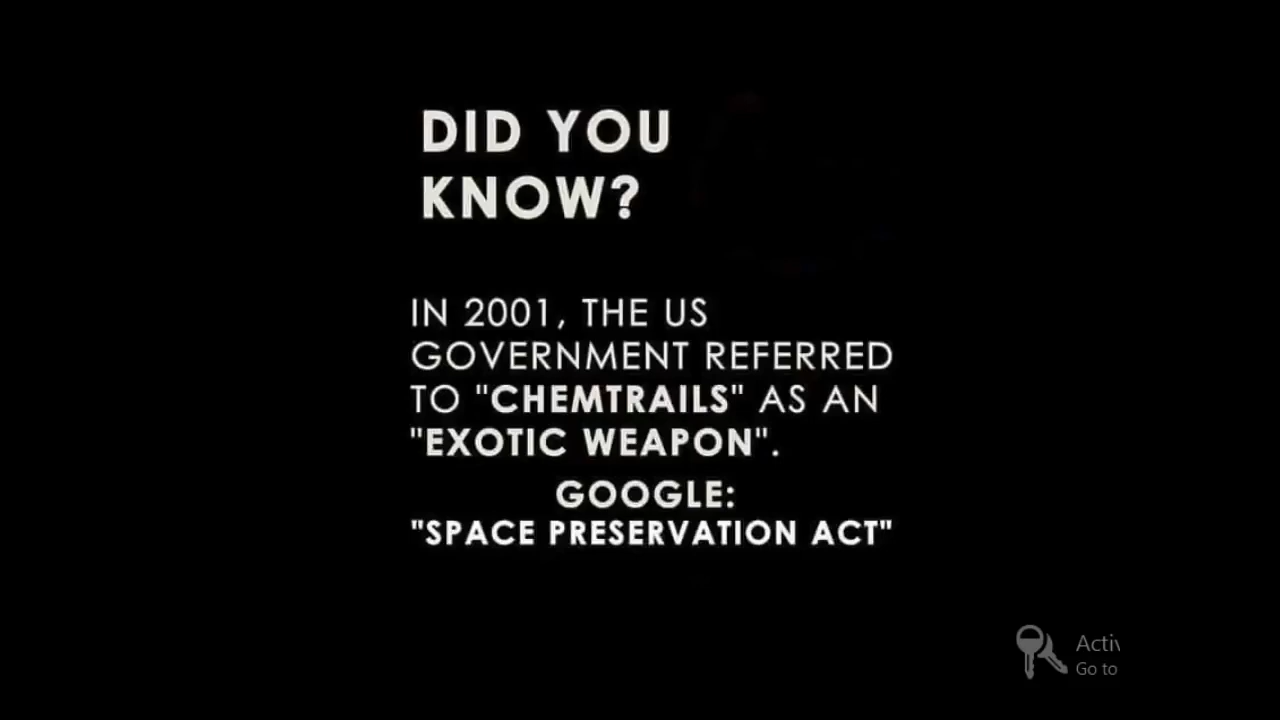 DID YOU
KNOW?
IN 2001, THE US
GOVERNMENT REFERRED
TO "CHEMTRAILS" AS AN
"EXOTIC WEAPON".
GOOGLE:
"SPACE PRESERVATION ACT"
Activ
Go to